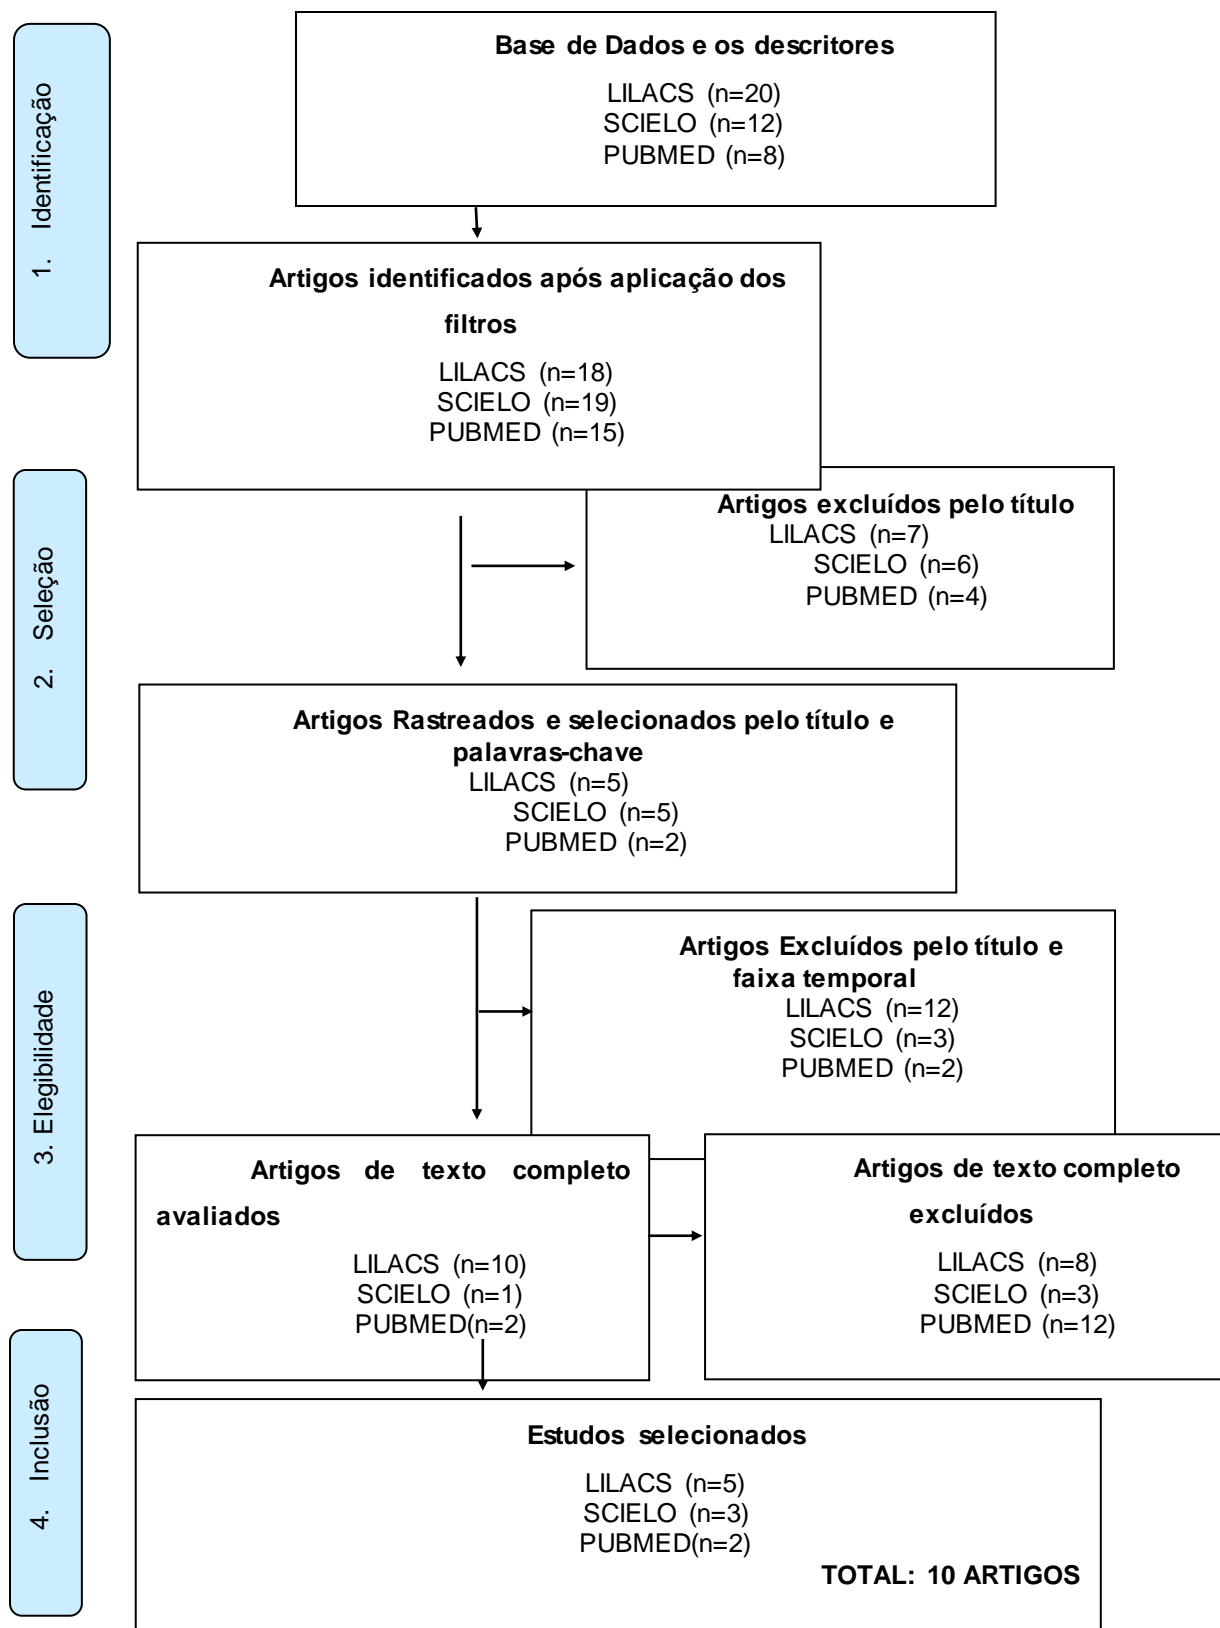 1. Identificação
Base de Dados e os descritores
LILACS (n=20)
SCIELO (n=12)
PUBMED (n=8)
Artigos identificados após aplicação dos
filtros
LILACS (n=18)
SCIELO (n=19)
PUBMED (n=15)
2. Seleção
Artigos excluídos pelo título
LILACS (n=7)
SCIELO (n=6)
PUBMED (n=4)
Artigos Rastreados e selecionados pelo título e
palavras-chave
LILACS (n=5)
SCIELO (n=5)
PUBMED (n=2)
3. Elegibilidade
Artigos Excluídos pelo título e
faixa temporal
LILACS (n=12)
SCIELO (n=3)
PUBMED (n=2)
Artigos de texto completo
avaliados
LILACS (n=10)
SCIELO (n=1)
PUBMED(n=2)
Artigos de texto completo
excluídos
LILACS (n=8)
SCIELO (n=3)
PUBMED (n=12)
4. Inclusão
Estudos selecionados
LILACS (n=5)
SCIELO (n=3)
PUBMED(n=2)
TOTAL: 10 ARTIGOS